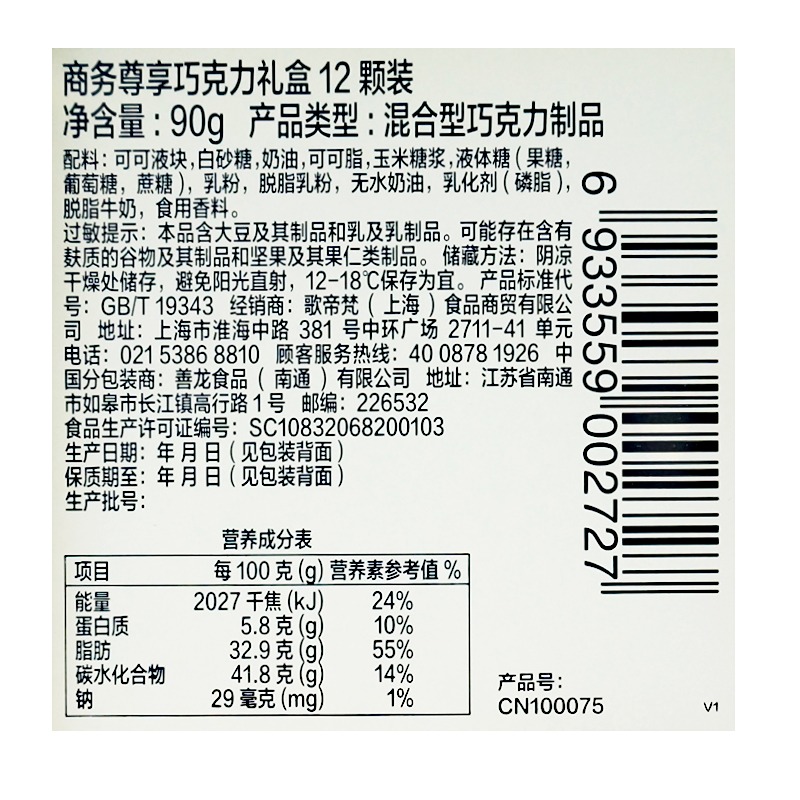 商务尊享巧克力礼盒 12 颗装
净含量：90g 产品类型：混合型巧克力制品
配料：可可液块,白砂糖,奶油,可可脂,玉米糖浆,液体糖（果糖,
葡萄糖，蔗糖），乳粉，脱脂乳粉，无水奶油，乳化剂（磷脂），
脱脂牛奶，食用香料。
过敏提示：本品含大豆及其制品和乳及乳制品。可能存在含有
麸质的谷物及其制品和坚果及其果仁类制品。 储藏方法：阴凉
干燥处储存，避免阳光直射，12-18℃保存为宜。产品标准代
号：GB/T 19343 经销商：歌帝梵（上海）食品商贸有限公
司 地址：上海市淮海中路 381 号中环广场 2711-41 单元
电话：021 5386 8810 顾客服务热线：40 0878 1926 中
国分包装商：善龙食品（南通）有限公司 地址：江苏省南通
市如皋市长江镇高行路1号 邮编：226532
食品生产许可证编号：SC10832068200103
生产日期：年 月 日（见包装背面）
保质期至：年 月 日（见包装背面）
生产批号：
营养成分表
项目 每 100 克 (g) 营养素参考值 %
能量 2027 千焦 (kJ) 24%
蛋白质 5.8 克 (g) 10%
脂肪 32.9 克 (g) 55%
碳水化合物 41.8 克 (g) 14%
钠 29 毫克 (mg) 1%
6 933559 002727
产品号：
CN100075
V1